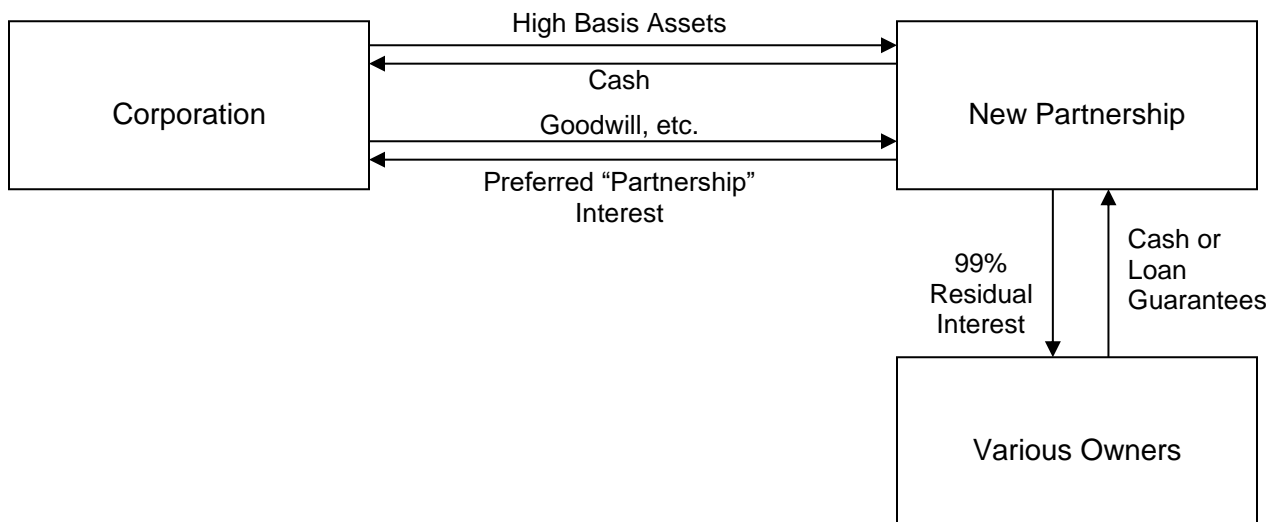 High Basis Assets
Cash
Corporation
New Partnership
Goodwill, etc.
Preferred “Partnership”
Interest
99%
Residual
Interest
Cash or
Loan
Guarantees
Various Owners